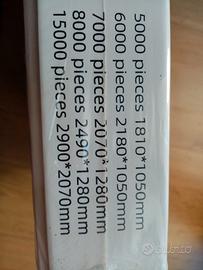 5000 pieces 1810*1050mm
6000 pieces 2180*1050mm
7000 pieces 2070*1280mm
8000 pieces 2490*1280mm
15000 pieces 2900*2070mm
subito